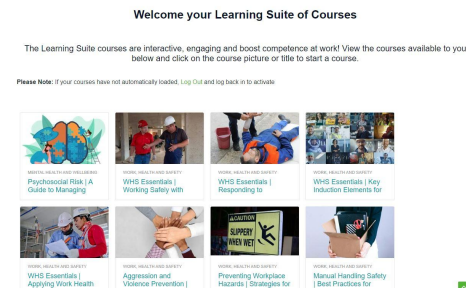 Welcome your Learning Suite of Courses
The Learning Suite courses are interactive, engaging and boost competence at work! View the courses available to you
below and click on the course picture or title to start a course.
Please Note: If your courses have not automatically loaded, Log Out and log back in to activate
MENTAL HEALTH AND WELLBEING
Psychosocial Risk | A
Guide to Managing
WORK, HEALTH AND SAFETY
WHS Essentials |
Working Safely with
WORK, HEALTH AND SAFETY
WHS Essentials |
Responding to
WORK, HEALTH AND SAFETY
WHS Essentials | Key
Induction Elements for
WORK, HEALTH AND SAFETY
WHS Essentials |
Applying Work Health
WORK, HEALTH AND SAFETY
Aggression and
Violence Prevention |
CAUTION
SLIPPERY
WHEN WET
WORK, HEALTH AND SAFETY
Preventing Workplace
Hazards | Strategies for
WORK, HEALTH AND SAFETY
Manual Handling Safety
| Best Practices for